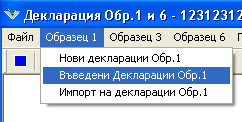 Декларация Обр.1 и 6 - 12312312
Файл Образец 1 Образец 3 Образец 6
Нови декларации Обр.1
Въведени Декларации Обр.1
Импорт на декларации Обр.1